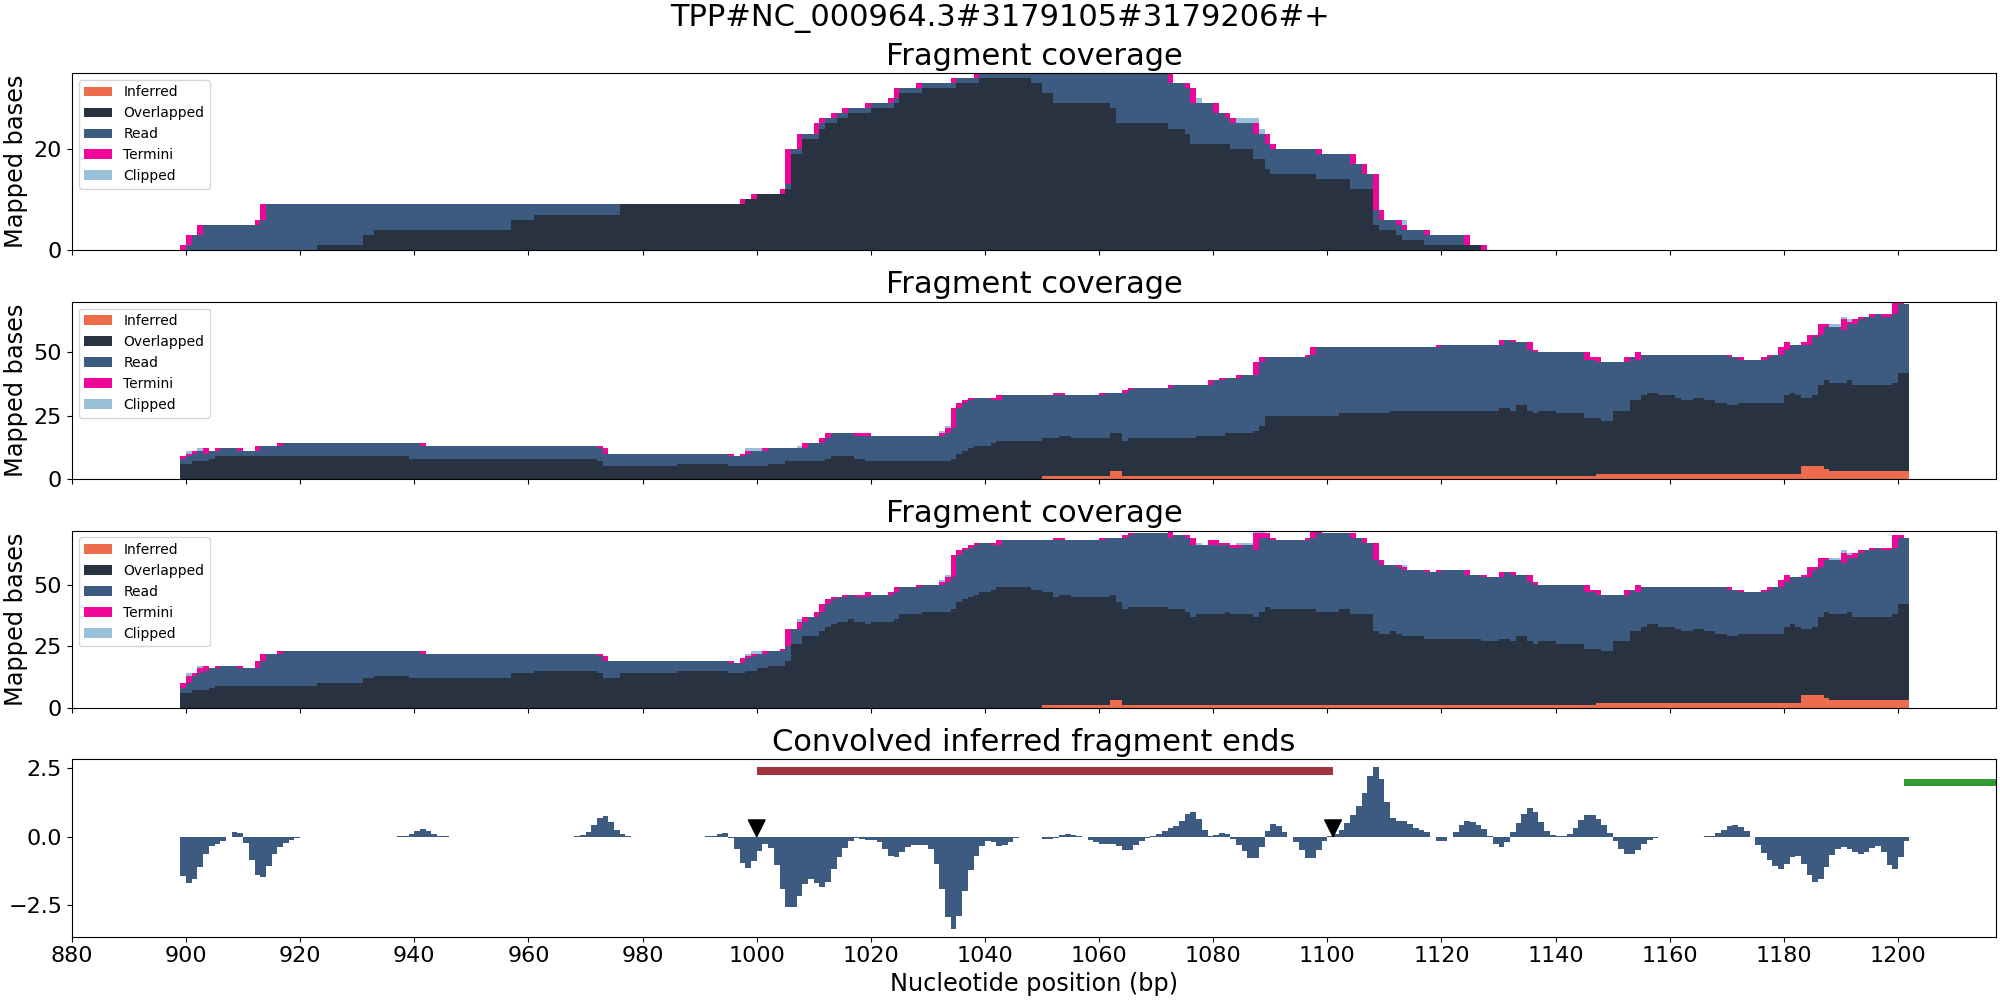 TPP#NC_000964.3#3179105#3179206#+
Fragment coverage
Mapped bases
20
0
Inferred
Overlapped
Read
Termini
Clipped
Fragment coverage
Mapped bases
50
25
0
Inferred
Overlapped
Read
Termini
Clipped
Fragment coverage
Mapped bases
50
25
0
Inferred
Overlapped
Read
Termini
Clipped
Convolved inferred fragment ends
2.5
0.0
−2.5
880 900 920 940 960 980 1000 1020 1040 1060 1080 1100 1120 1140 1160 1180 1200
Nucleotide position (bp)